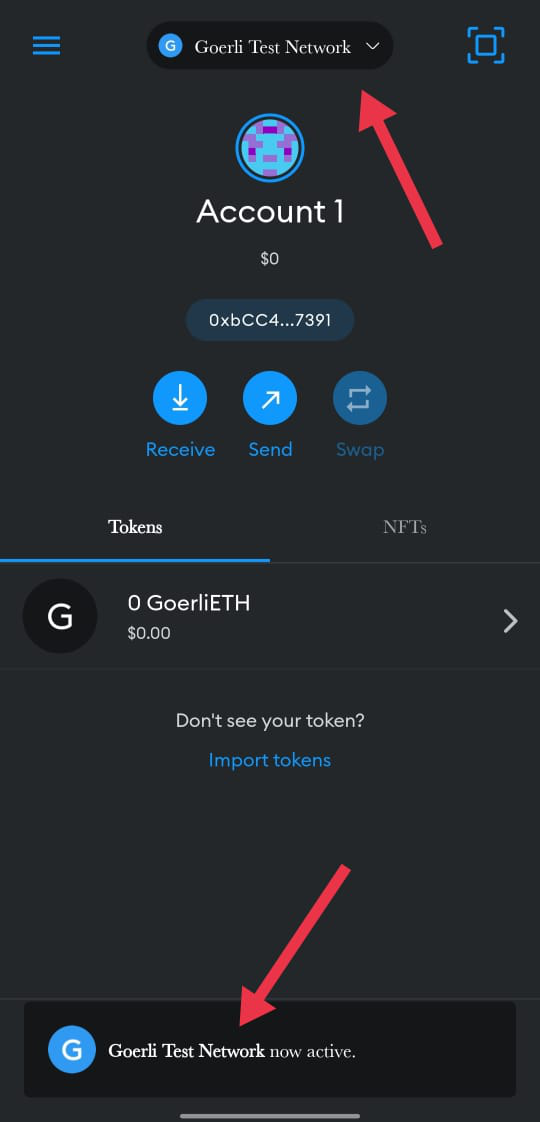 G Goerli Test Network
Account 1
$0
0xbCC4...7391
Receive Send Swap
Tokens NFTs
G
0 GoerliETH
$0.00
Don't see your token?
Import tokens
G Goerli Test Network now active.